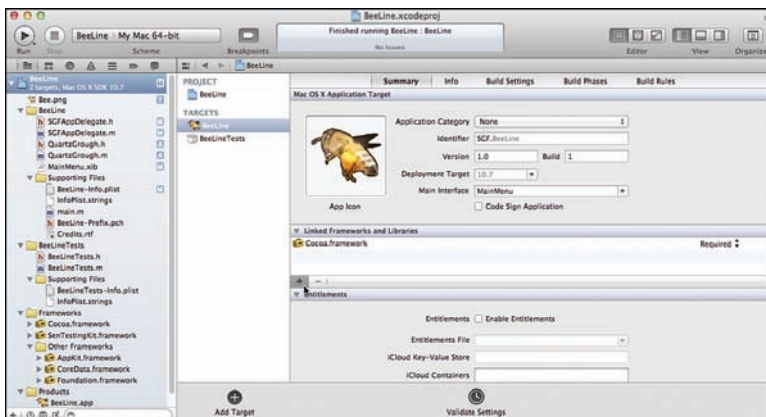 BeeLine.xcodeproj
BeeLine My Mac 64-bit
Finished running BeeLine : BeeLine
No Issues
Run Stop Scheme Breakpoints Editor View Organize
BeeLine
BeeLine
2 targets, Mac OS X SDK 10.7
Bee.png
BeeLine
SGFAppDelegate.h
SGFAppDelegate.m
QuartzGrough.h
QuartzGrough.m
MainMenu.xib
Supporting Files
BeeLine-Info.plist
InfoPlist.strings
main.m
BeeLine-Prefix.pch
Credits.rtf
BeeLineTests
BeeLineTests.h
BeeLineTests.m
Supporting Files
BeeLineTests-Info.plist
InfoPlist.strings
Frameworks
Cocoa.framework
SenTestingKit.framework
Other Frameworks
AppKit.framework
CoreData.framework
Foundation.framework
Products
BeeLine.app
PROJECT
BeeLine
TARGETS
BeeLine
BeeLineTests
Summary Info Build Settings Build Phases Build Rules
Mac OS X Application Target
Application Category None
Identifier SGF.BeeLine
Version 1.0 Build 1
Deployment Target 10.7
Main Interface MainMenu
App Icon
Code Sign Application
Linked Frameworks and Libraries
Cocoa.framework Required
Entitlements
Entitlements Enable Entitlements
Entitlements File
iCloud Key-Value Store
iCloud Containers
Add Target
Validate Settings